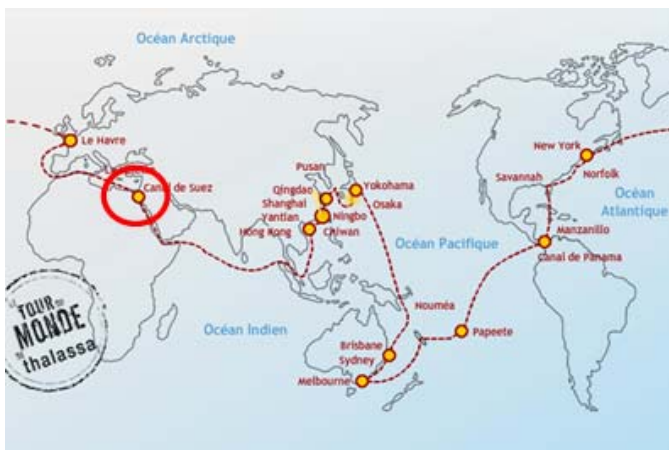 Océan Arctique
Le Havre
Canal de Suez
Pusan
Qingdao
Shanghai
Yantian
Hong Kong
Yokohama
Osaka
Ningbo
Chiwan
Océan Indien
Océan Pacifique
Nouméa
Brisbane
Sydney
Melbourne
Papeete
New York
Norfolk
Savannah
Océan
Atlantique
Manzanillo
Canal de Panama
TOUR
MONDE
thalassa